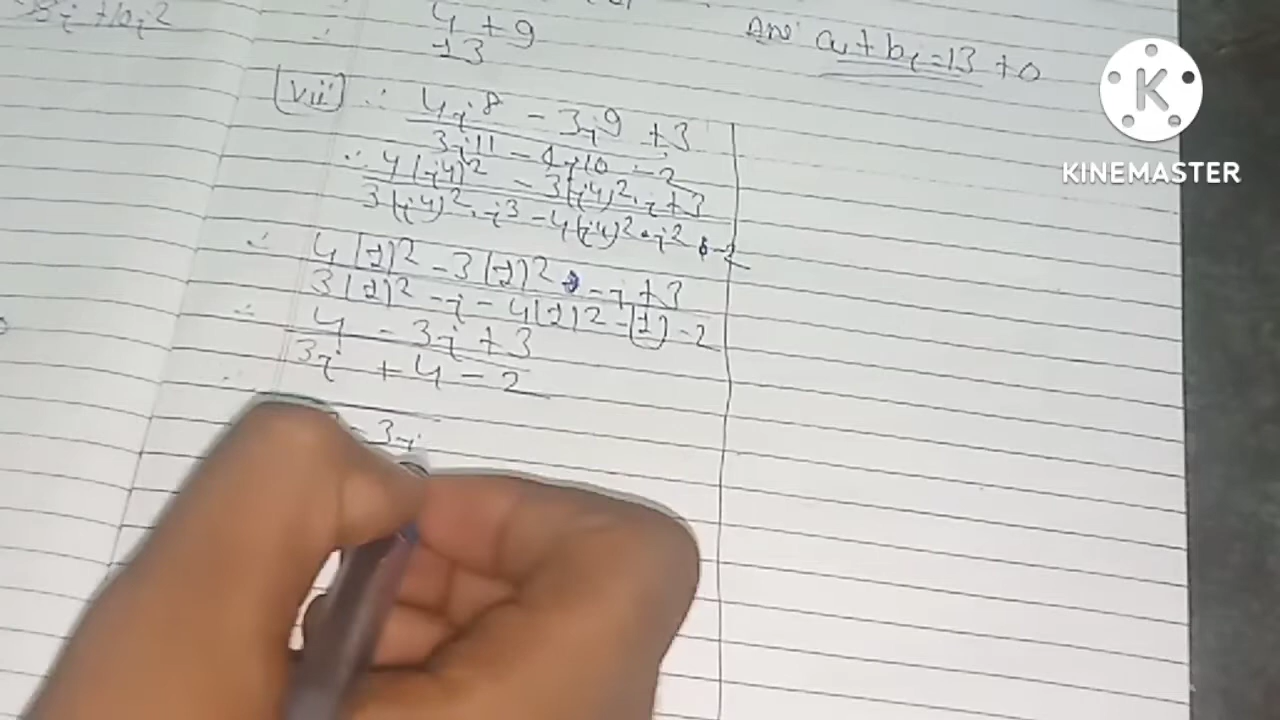 4 + 9
13
Ans: a + bi = 13 + 0
K
KINEMASTER
(vii) ∴ 4i8 - 3i9 + 3
3i11 - 4i10 - 2
∴ 4(i4)2 - 3(i4)2 . i + 3
3(i4)2 . i3 - 4(i4)2 . i2 - 2
∴ 4(1)2 - 3(1)2 - i + 3
3(1)2 - i - 4(1)2 - (1) - 2
∴ 4 - 3i + 3
3i + 4 - 2
- 3i